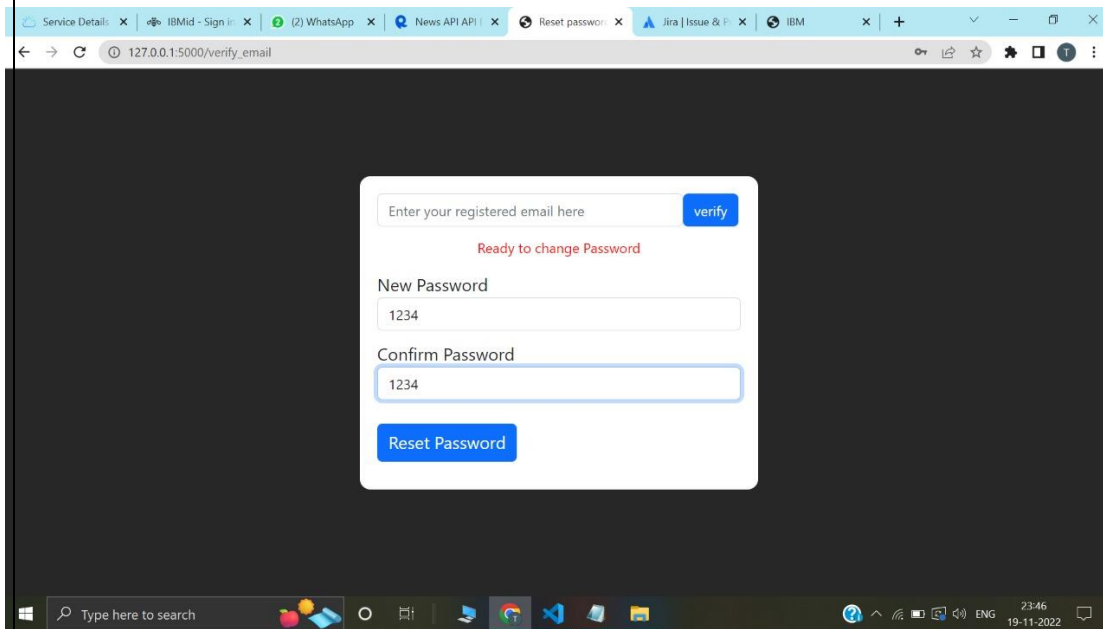 Service Details
IBMid - Sign in
(2) WhatsApp
News API API
Reset passwor
Jira | Issue & P
IBM
127.0.0.1:5000/verify_email
T
Enter your registered email here
verify
Ready to change Password
New Password
1234
Confirm Password
1234
Reset Password
Type here to search
ENG
23:46
19-11-2022